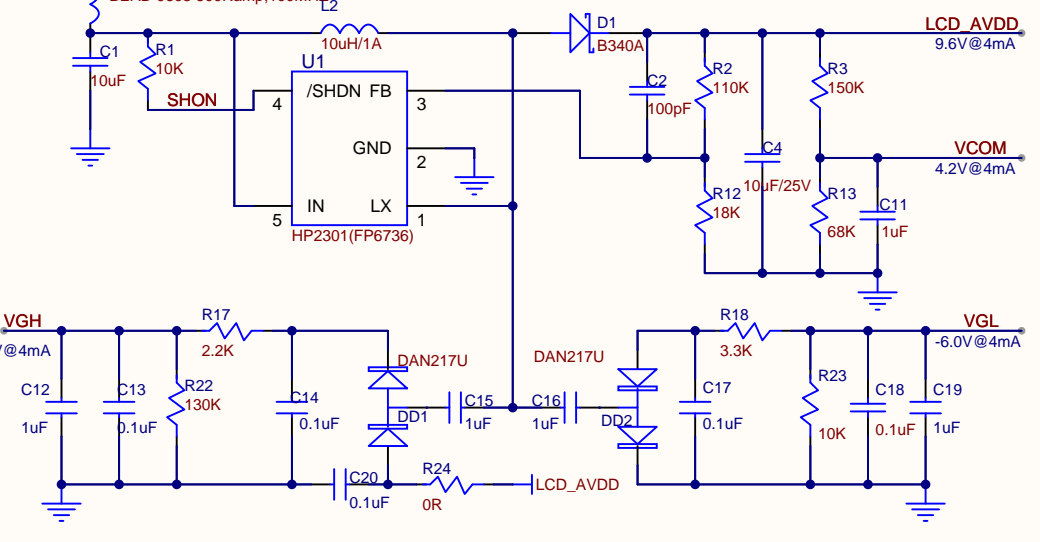 L2
D1
LCD_AVDD
10uH/1A
B340A
9.6V@4mA
C1
R1
10uF
10K
U1
/SHDN FB
SHON
4
3
C2
100pF
R2
110K
R3
150K
GND
2
C4
10uF/25V
VCOM
4.2V@4mA
IN
LX
5
1
HP2301(FP6736)
R12
18K
R13
68K
C11
1uF
VGH
R17
R18
VGL
V@4mA
2.2K
3.3K
-6.0V@4mA
DAN217U
DAN217U
C12
C13
R22
C14
C15
C16
C17
R23
C18
C19
1uF
0.1uF
130K
0.1uF
DD1
1uF
1uF
DD2
0.1uF
10K
0.1uF
1uF
C20
0.1uF
R24
0R
LCD_AVDD